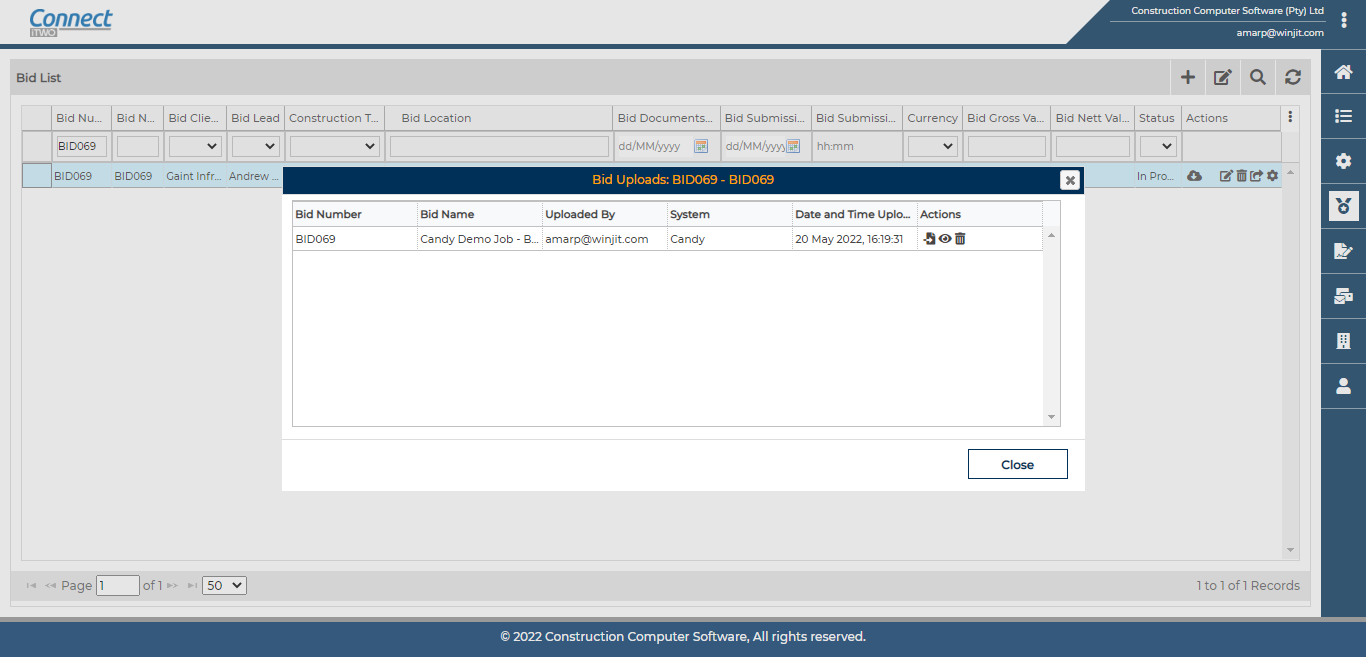 Connect
iTWO
Construction Computer Software (Pty) Ltd
amarp@winjit.com
Bid List
Bid Nu... Bid N... Bid Clie... Bid Lead Construction T... Bid Location Bid Documents... Bid Submissi... Bid Submissi... Currency Bid Gross Va... Bid Nett Val... Status Actions
BID069 dd/MM/yyyy dd/MM/yyyy hh:mm
BID069 BID069 Gaint Infr... Andrew ... In Pro...
Bid Uploads: BID069 - BID069
Bid Number Bid Name Uploaded By System Date and Time Uplo... Actions
BID069 Candy Demo Job - B... amarp@winjit.com Candy 20 May 2022, 16:19:31
Close
Page 1 of 1 50 1 to 1 of 1 Records
© 2022 Construction Computer Software, All rights reserved.